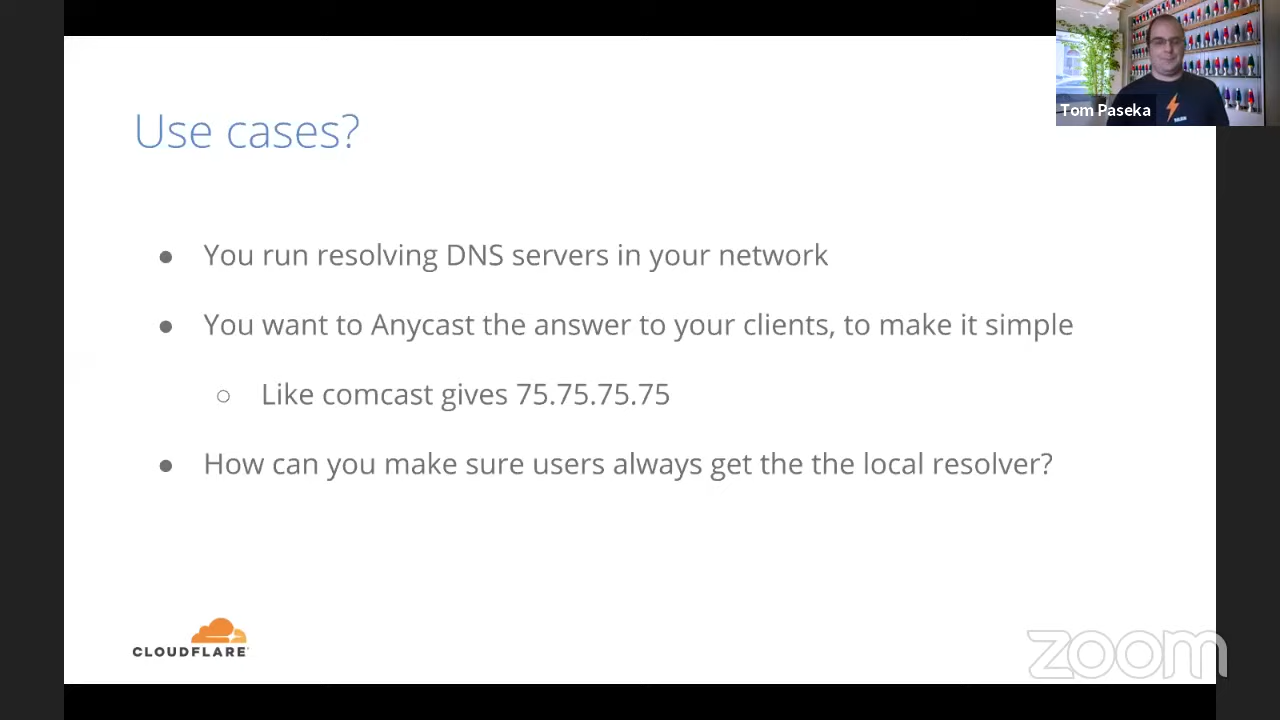 Tom Paseka
Use cases?
● You run resolving DNS servers in your network
● You want to Anycast the answer to your clients, to make it simple
○ Like comcast gives 75.75.75.75
● How can you make sure users always get the the local resolver?
CLOUDFLARE
zoom